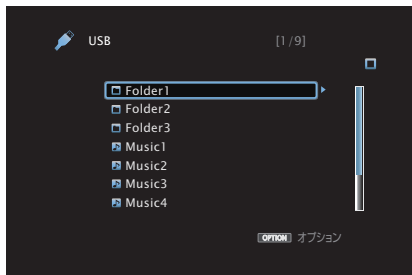 USB [1/9]
Folder1
Folder2
Folder3
Music1
Music2
Music3
Music4
OPTION オプション